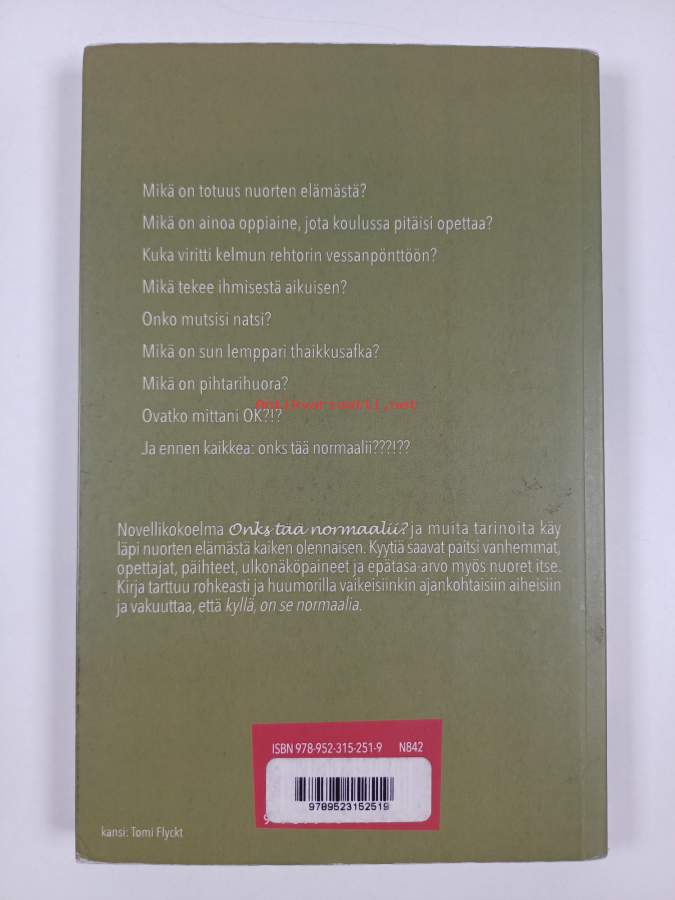 Mikä on totuus nuorten elämästä?
Mikä on ainoa oppiaine, jota koulussa pitäisi opettaa?
Kuka viritti kelmun rehtorin vessanpönttöön?
Mikä tekee ihmisestä aikuisen?
Onko mutsisi natsi?
Mikä on sun lemppari thaikkusafka?
Mikä on pihtarihuora?
Antikvariaatti.net
Ovatko mittani OK?!?
Ja ennen kaikkea: onks tää normaalii???!??
Novellikokoelma Onks tää normaalii? ja muita tarinoita käy
läpi nuorten elämästä kaiken olennaisen. Kyytiä saavat paitsi vanhemmat,
opettajat, päihteet, ulkonäköpaineet ja epätasa-arvo myös nuoret itse.
Kirja tarttuu rohkeasti ja huumorilla vaikeisiinkin ajankohtaisiin aiheisiin
ja vakuuttaa, että kyllä, on se normaalia.
ISBN 978-952-315-251-9 N842
9789523152519
kansi: Tomi Flyckt